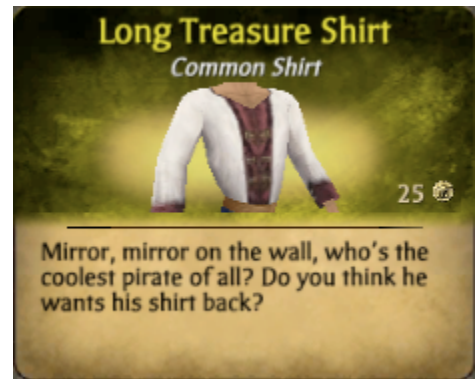 Long Treasure Shirt
Common Shirt
25
Mirror, mirror on the wall, who's the
coolest pirate of all? Do you think he
wants his shirt back?